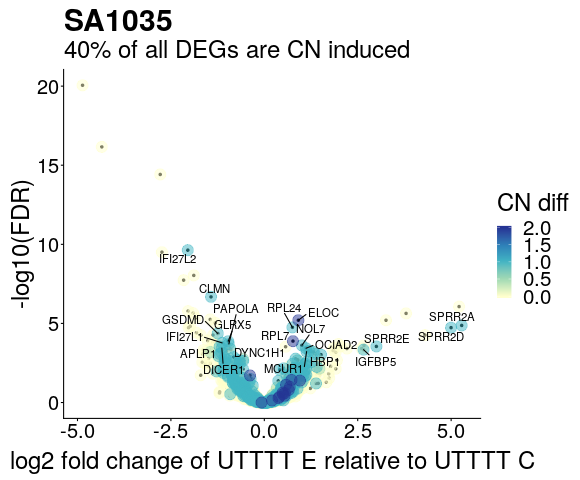 SA1035
40% of all DEGs are CN induced
20
15
10
5
0
-log10(FDR)
IFI27L2
CLMN
PAPOLA
RPL24
ELOC
GSDMD
GLRX5
NOL7
SPRR2A
IFI27L1
RPL7
OCIAD2
SPRR2E
SPRR2D
APLP1
DYNC1H1
HBP1
IGFBP5
DICER1
MCUR1
-5.0
-2.5
0.0
2.5
5.0
log2 fold change of UTTTT E relative to UTTTT C
CN diff
2.0
1.5
1.0
0.5
0.0